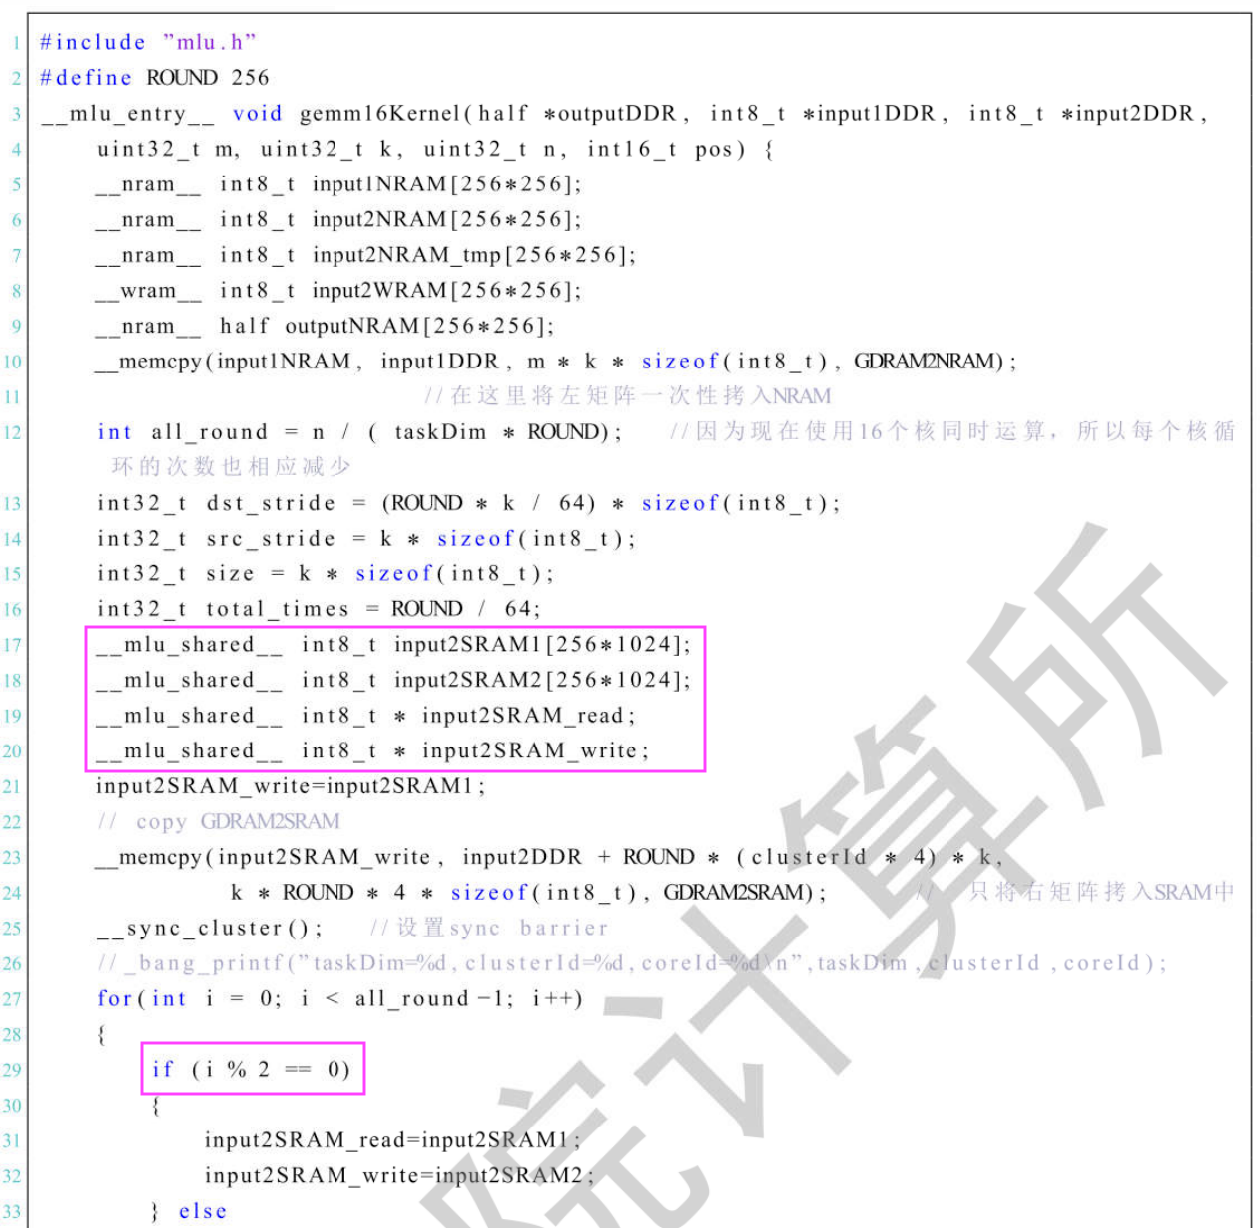 1 #include "mlu.h"
2 #define ROUND 256
3 __mlu_entry__ void gemm16Kernel(half *outputDDR, int8_t *input1DDR, int8_t *input2DDR,
4 uint32_t m, uint32_t k, uint32_t n, int16_t pos) {
5 __nram__ int8_t input1NRAM[256*256];
6 __nram__ int8_t input2NRAM[256*256];
7 __nram__ int8_t input2NRAM_tmp[256*256];
8 __wram__ int8_t input2WRAM[256*256];
9 __nram__ half outputNRAM[256*256];
10 __memcpy(input1NRAM, input1DDR, m * k * sizeof(int8_t), GDRAM2NRAM);
11 //在这里将左矩阵一次性拷入NRAM
12 int all_round = n / ( taskDim * ROUND); //因为现在使用16个核同时运算，所以每个核循
环的次数也相应减少
13 int32_t dst_stride = (ROUND * k / 64) * sizeof(int8_t);
14 int32_t src_stride = k * sizeof(int8_t);
15 int32_t size = k * sizeof(int8_t);
16 int32_t total_times = ROUND / 64;
17 __mlu_shared__ int8_t input2SRAM1[256*1024];
18 __mlu_shared__ int8_t input2SRAM2[256*1024];
19 __mlu_shared__ int8_t * input2SRAM_read;
20 __mlu_shared__ int8_t * input2SRAM_write;
21 input2SRAM_write=input2SRAM1;
22 // copy GDRAM2SRAM
23 __memcpy(input2SRAM_write, input2DDR + ROUND * (clusterId * 4) * k,
24 k * ROUND * 4 * sizeof(int8_t), GDRAM2SRAM); // 只将右矩阵拷入SRAM中
25 __sync_cluster(); //设置sync barrier
26 //_bang_printf("taskDim=%d,clusterId=%d,coreId=%d\n",taskDim,clusterId,coreId);
27 for(int i = 0; i < all_round-1; i++)
28 {
29 if (i % 2 == 0)
30 {
31 input2SRAM_read=input2SRAM1;
32 input2SRAM_write=input2SRAM2;
33 } else
院计算所